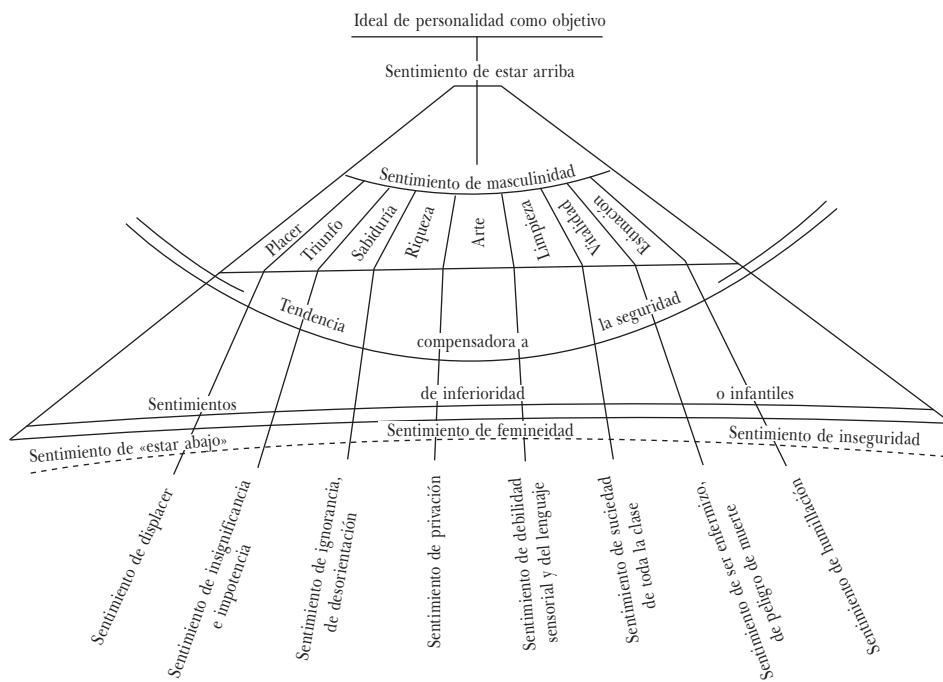 Ideal de personalidad como objetivo
Sentimiento de estar arriba
Sentimiento de masculinidad
Placer
Triunfo
Sabiduría
Riqueza
Arte
Limpieza
Vitalidad
Estimación
Tendencia
compensadora a
la seguridad
Sentimientos
de inferioridad
o infantiles
Sentimiento de «estar abajo»
Sentimiento de femineidad
Sentimiento de inseguridad
Sentimiento de displacer
Sentimiento de insignificancia
e impotencia
Sentimiento de ignorancia,
de desorientación
Sentimiento de privación
Sentimiento de debilidad
sensorial y del lenguaje
Sentimiento de suciedad
de toda la clase
Sentimiento de ser enfermizo,
de peligro de muerte
Sentimiento de humillación